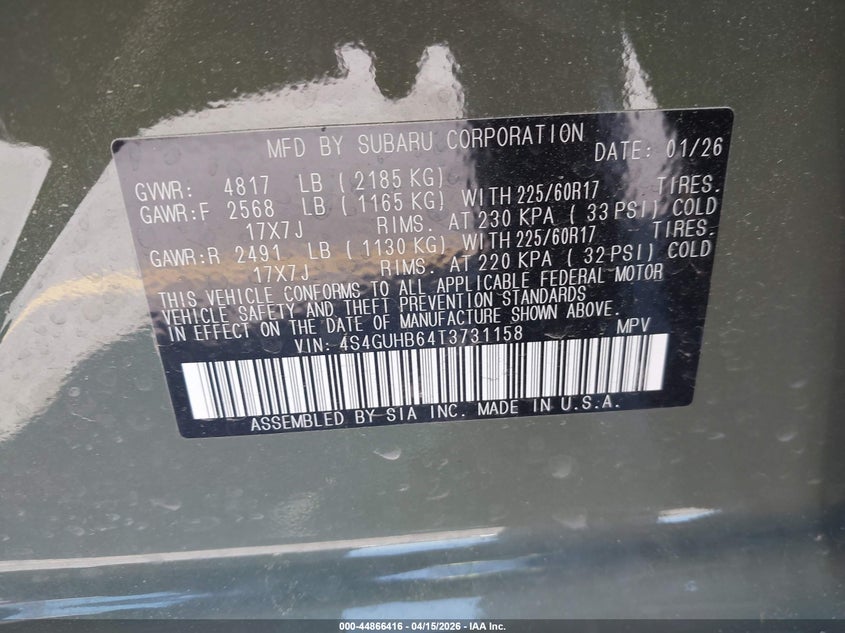 MFD BY SUBARU CORPORATION DATE: 01/26
GVWR: 4817 LB ( 2185 KG)
GAWR:F 2568 LB ( 1165 KG) WITH 225/60R17 TIRES.
17X7J RIMS. AT 230 KPA ( 33 PSI) COLD
GAWR:R 2491 LB ( 1130 KG) WITH 225/60R17 TIRES.
17X7J RIMS. AT 220 KPA ( 32 PSI) COLD
THIS VEHICLE CONFORMS TO ALL APPLICABLE FEDERAL MOTOR
VEHICLE SAFETY AND THEFT PREVENTION STANDARDS
IN EFFECT ON THE DATE OF MANUFACTURE SHOWN ABOVE.
VIN: 4S4GUHB64T3731158 MPV
ASSEMBLED BY SIA INC. MADE IN U.S.A.
000-44866416 - 04/15/2026 - IAA Inc.